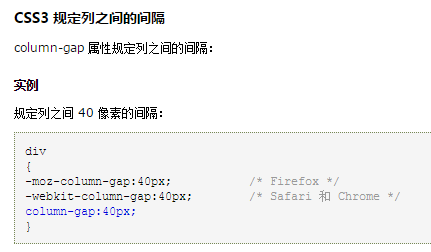 CSS3 规定列之间的间隔
column-gap 属性规定列之间的间隔：
实例
规定列之间 40 像素的间隔：
div
{
-moz-column-gap:40px; /* Firefox */
-webkit-column-gap:40px; /* Safari 和 Chrome */
column-gap:40px;
}